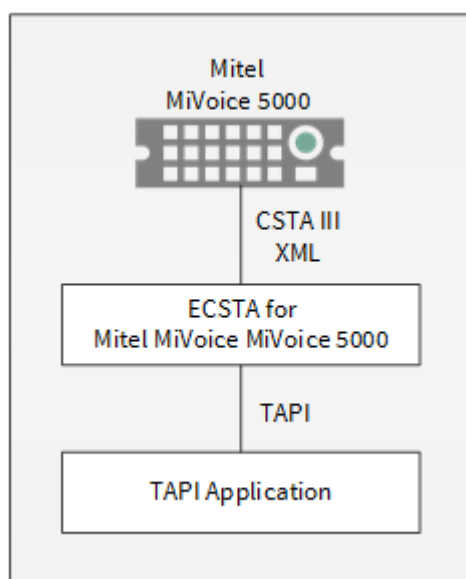 Mitel
MiVoice 5000
CSTA III
XML
ECSTA for
Mitel MiVoice MiVoice 5000
TAPI
TAPI Application